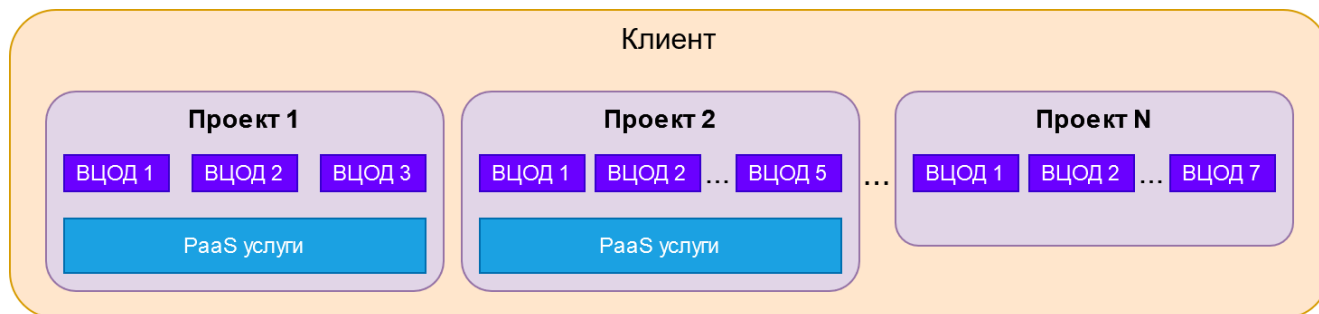 Клиент
Проект 1
ВЦОД 1 ВЦОД 2 ВЦОД 3
PaaS услуги
Проект 2
ВЦОД 1 ВЦОД 2 ... ВЦОД 5
PaaS услуги
...
Проект N
ВЦОД 1 ВЦОД 2 ... ВЦОД 7